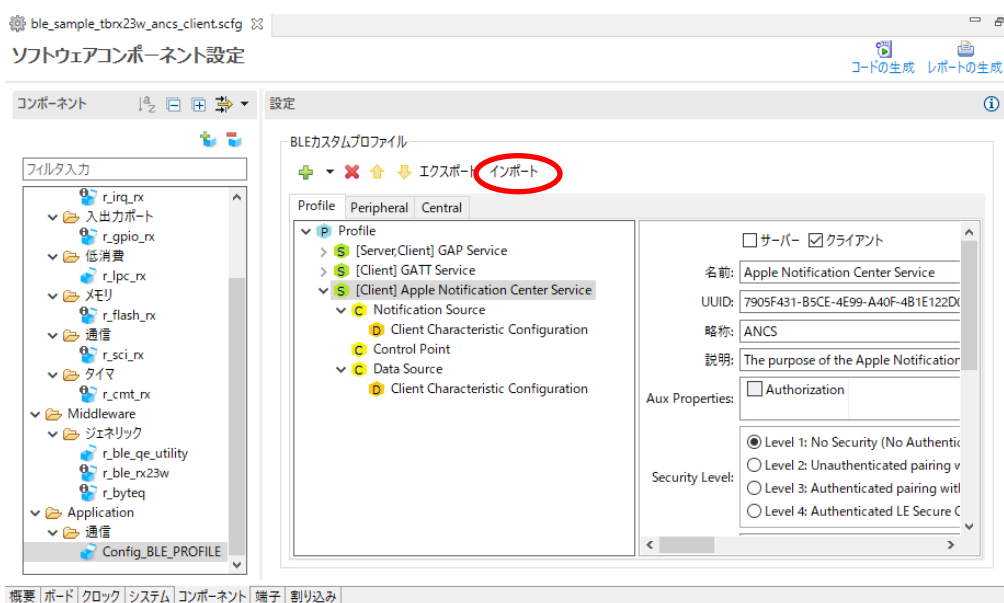 ble_sample_tbrx23w_ancs_client.scfg
ソフトウェアコンポーネント設定
コードの生成 レポートの生成
コンポーネント
設定
BLEカスタムプロファイル
フィルタ入力
エクスポート インポート
Profile Peripheral Central
r_irq_rx
入出力ポート
r_gpio_rx
低消費
r_lpc_rx
メモリ
r_flash_rx
通信
r_sci_rx
タイマ
r_cmt_rx
Middleware
ジェネリック
r_ble_qe_utility
r_ble_rx23w
r_byteq
Application
通信
Config_BLE_PROFILE
Profile
[Server,Client] GAP Service
[Client] GATT Service
[Client] Apple Notification Center Service
Notification Source
Client Characteristic Configuration
Control Point
Data Source
Client Characteristic Configuration
サーバー クライアント
名前: Apple Notification Center Service
UUID: 7905F431-B5CE-4E99-A40F-4B1E122D
略称: ANCS
説明: The purpose of the Apple Notification
Aux Properties: Authorization
Security Level:
Level 1: No Security (No Authentic
Level 2: Unauthenticated pairing w
Level 3: Authenticated pairing with
Level 4: Authenticated LE Secure C
概要 ボード クロック システム コンポーネント 端子 割り込み